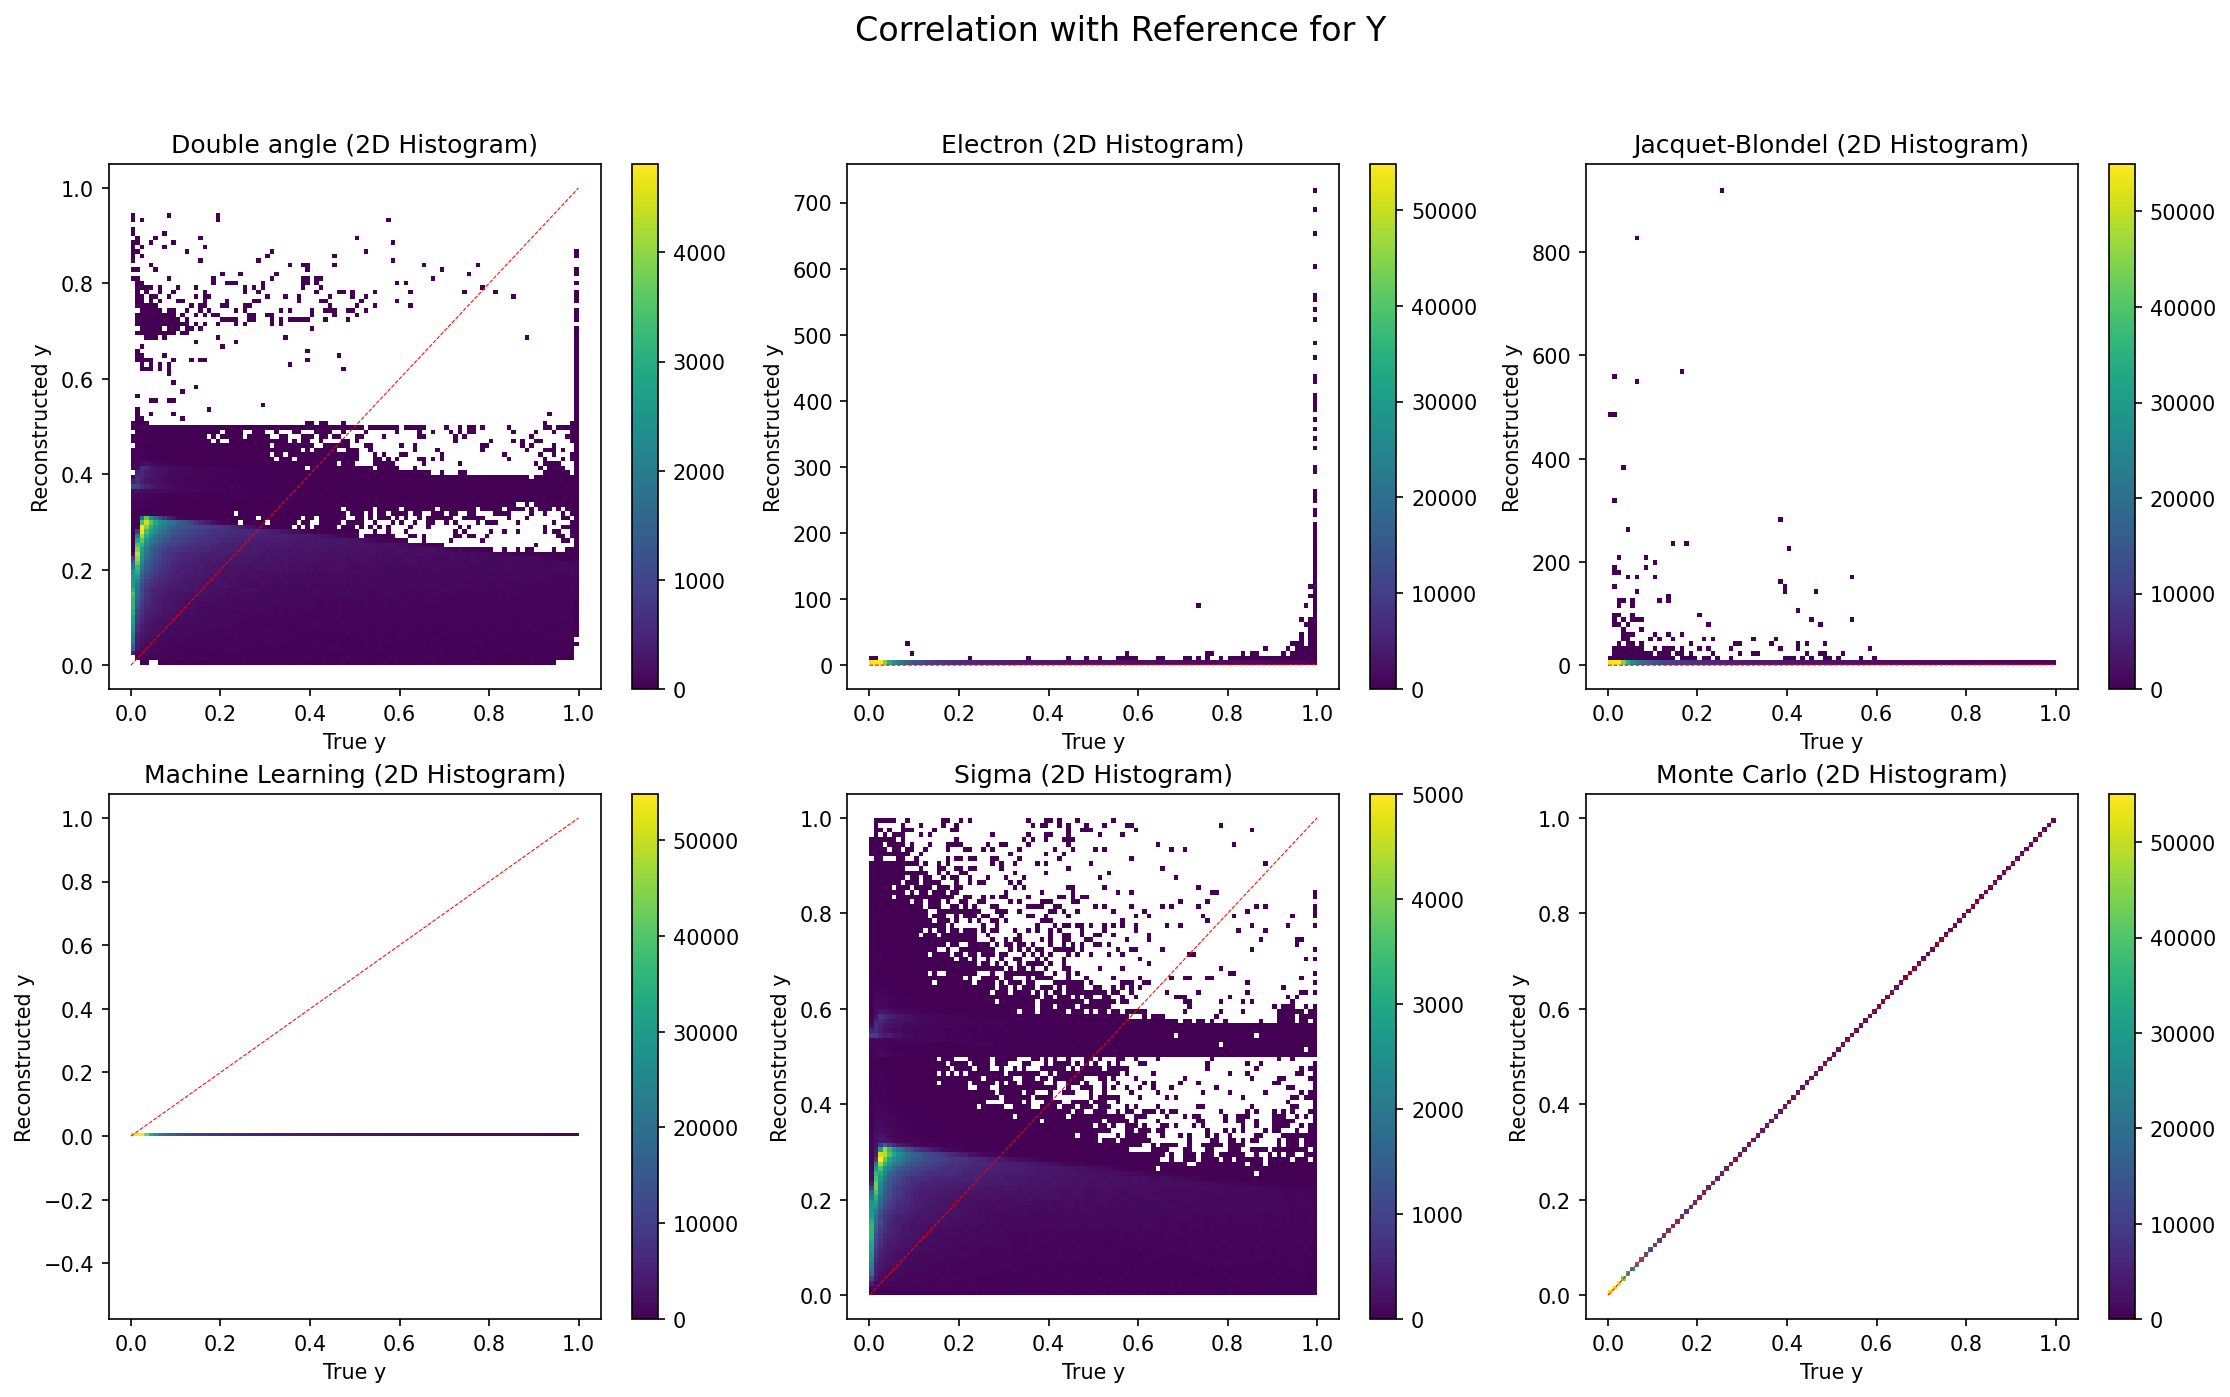 Correlation with Reference for Y
Double angle (2D Histogram)
Reconstructed y
1.0
0.8
0.6
0.4
0.2
0.0
0.0 0.2 0.4 0.6 0.8 1.0
True y
4000
3000
2000
1000
0
Electron (2D Histogram)
Reconstructed y
700
600
500
400
300
200
100
0
0.0 0.2 0.4 0.6 0.8 1.0
True y
50000
40000
30000
20000
10000
0
Jacquet-Blondel (2D Histogram)
Reconstructed y
800
600
400
200
0
0.0 0.2 0.4 0.6 0.8 1.0
True y
50000
40000
30000
20000
10000
0
Machine Learning (2D Histogram)
Reconstructed y
1.0
0.8
0.6
0.4
0.2
0.0
−0.2
−0.4
0.0 0.2 0.4 0.6 0.8 1.0
True y
50000
40000
30000
20000
10000
0
Sigma (2D Histogram)
Reconstructed y
1.0
0.8
0.6
0.4
0.2
0.0
0.0 0.2 0.4 0.6 0.8 1.0
True y
5000
4000
3000
2000
1000
0
Monte Carlo (2D Histogram)
Reconstructed y
1.0
0.8
0.6
0.4
0.2
0.0
0.0 0.2 0.4 0.6 0.8 1.0
True y
50000
40000
30000
20000
10000
0